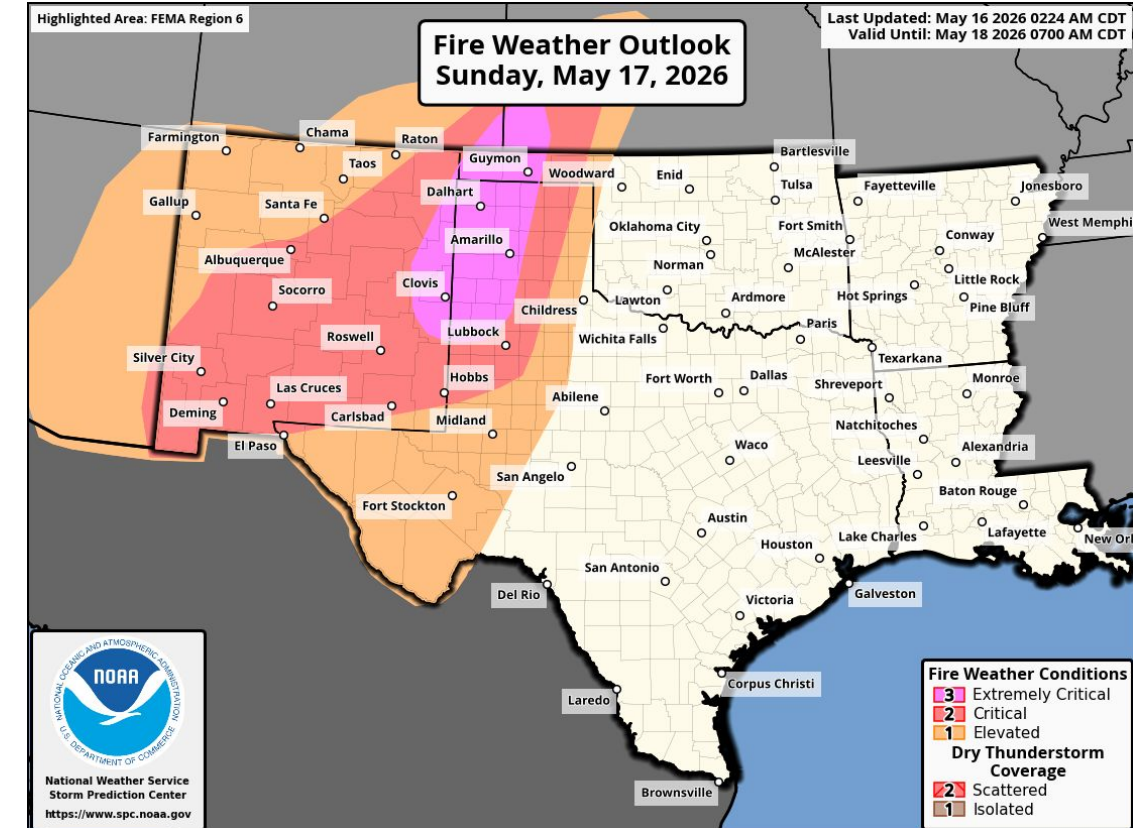 Highlighted Area: FEMA Region 6
Fire Weather Outlook
Sunday, May 17, 2026
Last Updated: May 16 2026 0224 AM CDT
Valid Until: May 18 2026 0700 AM CDT
Farmington
Chama
Raton
Taos
Guymon
Woodward
Enid
Bartlesville
Tulsa
Fayetteville
Jonesboro
Gallup
Santa Fe
Dalhart
Oklahoma City
Fort Smith
West Memphi
Albuquerque
Amarillo
Norman
McAlester
Conway
Little Rock
Socorro
Clovis
Childress
Lawton
Ardmore
Hot Springs
Pine Bluff
Roswell
Lubbock
Wichita Falls
Paris
Texarkana
Silver City
Las Cruces
Hobbs
Fort Worth
Dallas
Shreveport
Monroe
Deming
Carlsbad
Midland
Abilene
Natchitoches
El Paso
San Angelo
Waco
Leesville
Alexandria
Fort Stockton
Baton Rouge
Austin
Houston
Lake Charles
Lafayette
New Orl
Del Rio
San Antonio
Victoria
Galveston
Laredo
Corpus Christi
Brownsville
NATIONAL OCEANIC AND ATMOSPHERIC ADMINISTRATION
NOAA
U.S. DEPARTMENT OF COMMERCE
National Weather Service
Storm Prediction Center
https://www.spc.noaa.gov
Fire Weather Conditions
3 Extremely Critical
2 Critical
1 Elevated
Dry Thunderstorm
Coverage
2 Scattered
1 Isolated